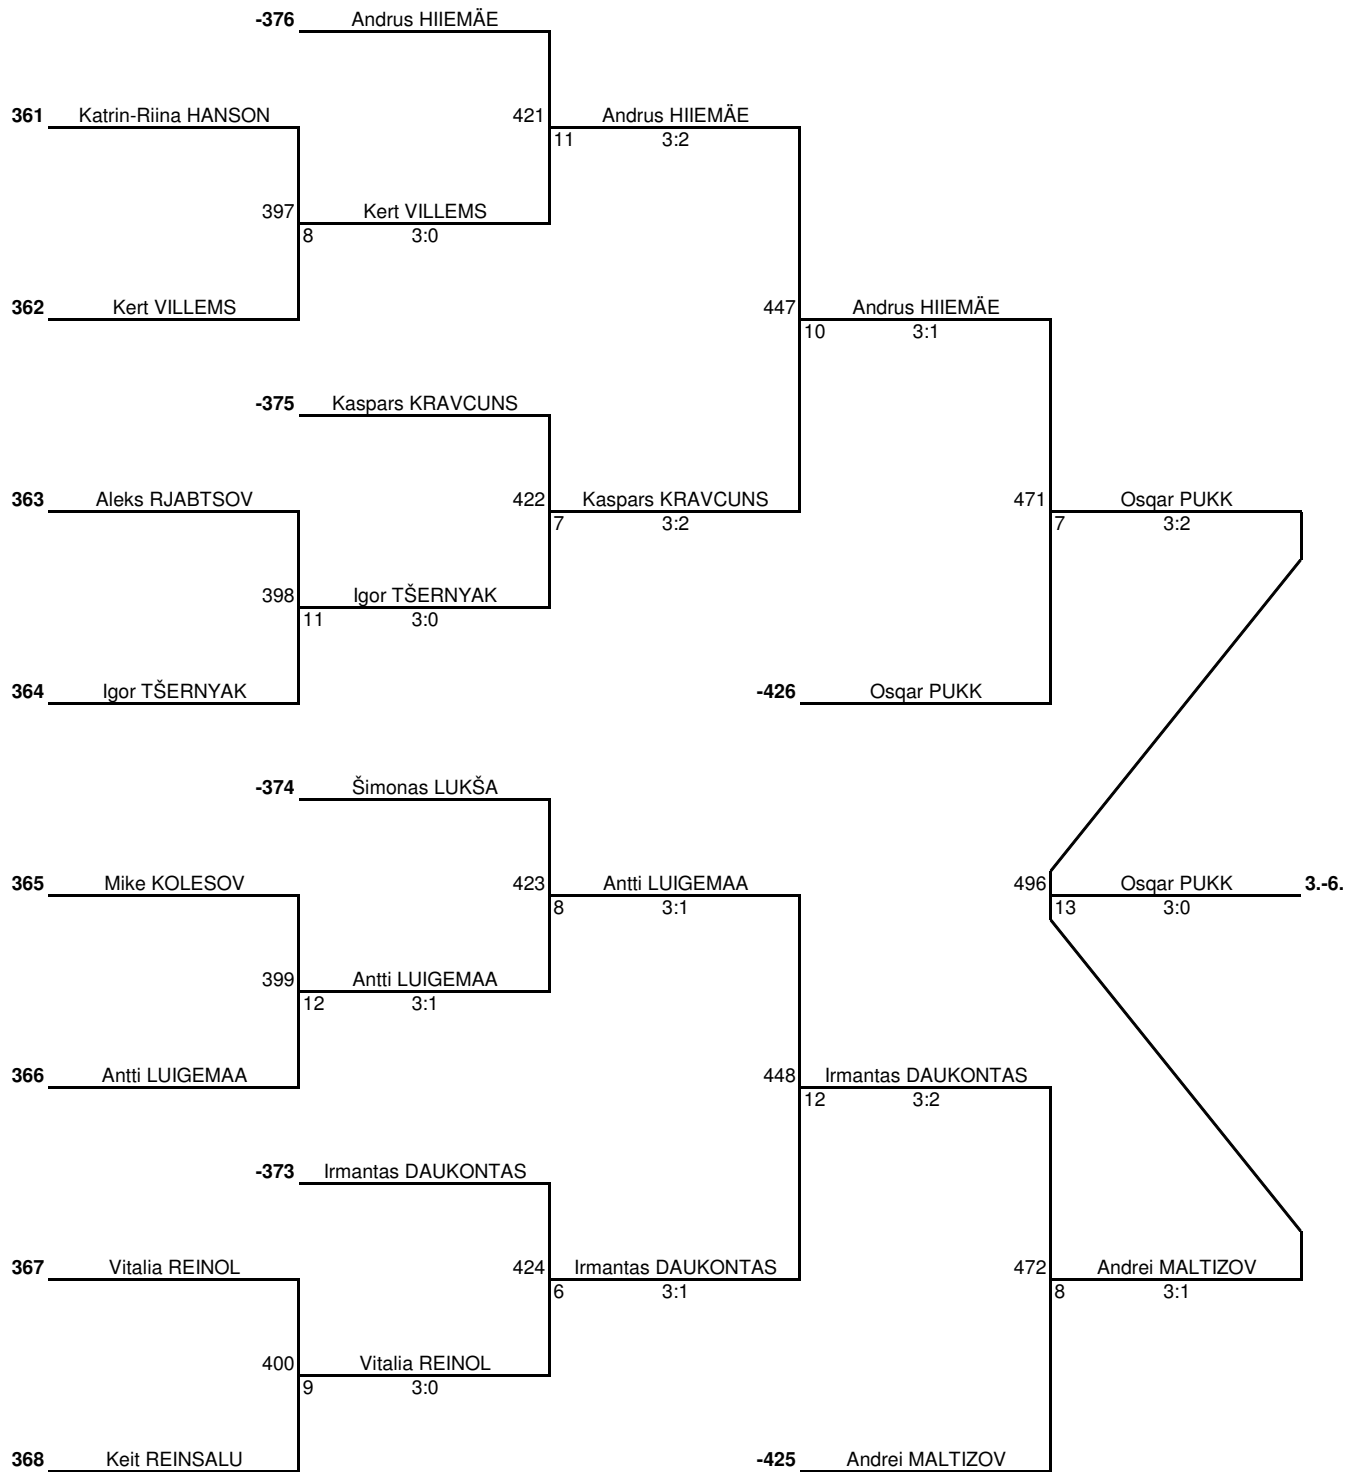 -376 Andrus HIIEMÄE
361 Katrin-Riina HANSON 421 Andrus HIIEMÄE
11 3:2
397 Kert VILLEMS
8 3:0
362 Kert VILLEMS 447 Andrus HIIEMÄE
10 3:1
-375 Kaspars KRAVCUNS
363 Aleks RJABTSOV 422 Kaspars KRAVCUNS 471 Osqar PUKK
7 3:2 7 3:2
398 Igor TŠERNYAK
11 3:0
364 Igor TŠERNYAK -426 Osqar PUKK
-374 Šimonas LUKŠA
365 Mike KOLESOV 423 Antti LUIGEMAA 496 Osqar PUKK 3.-6.
8 3:1 13 3:0
399 Antti LUIGEMAA
12 3:1
366 Antti LUIGEMAA 448 Irmantas DAUKONTAS
12 3:2
-373 Irmantas DAUKONTAS
367 Vitalia REINOL 424 Irmantas DAUKONTAS 472 Andrei MALTIZOV
6 3:1 8 3:1
400 Vitalia REINOL
9 3:0
368 Keit REINSALU -425 Andrei MALTIZOV